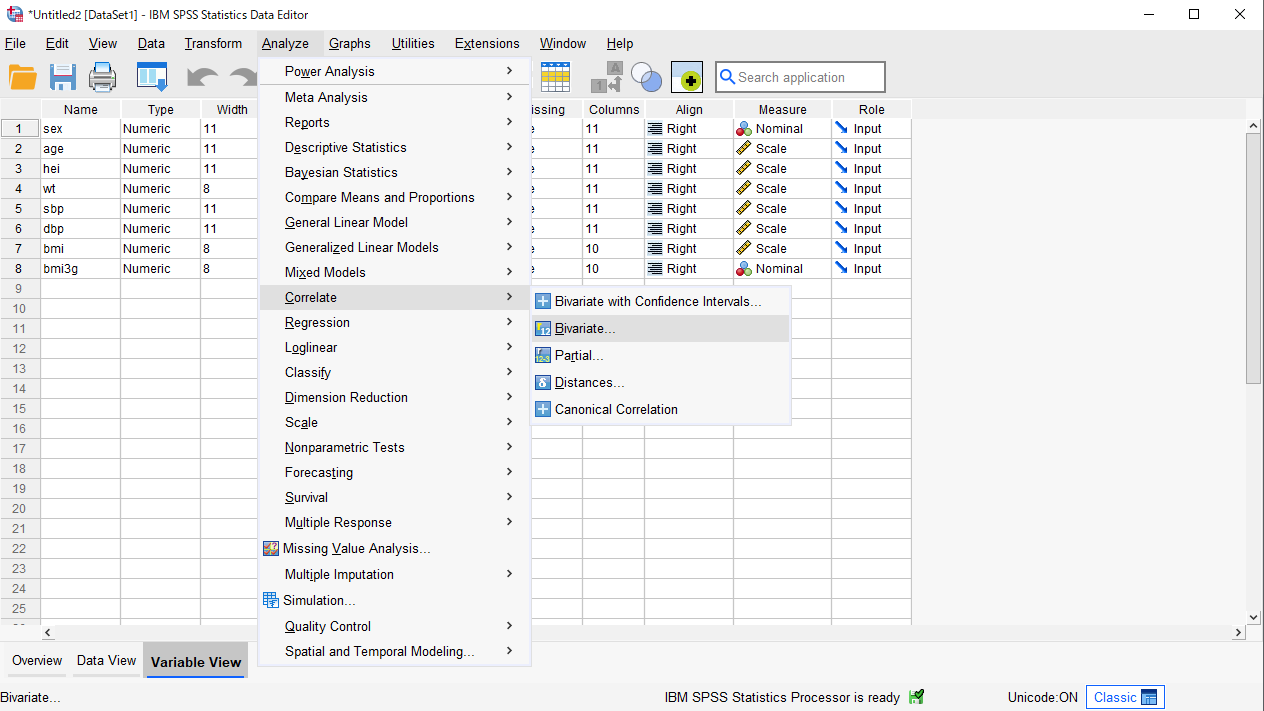 *Untitled2 [DataSet1] - IBM SPSS Statistics Data Editor
File Edit View Data Transform Analyze Graphs Utilities Extensions Window Help
Search application
Name Type Width Columns Align Measure Role
1 sex Numeric 11 11 Right Nominal Input
2 age Numeric 11 11 Right Scale Input
3 hei Numeric 11 11 Right Scale Input
4 wt Numeric 8 11 Right Scale Input
5 sbp Numeric 11 11 Right Scale Input
6 dbp Numeric 11 11 Right Scale Input
7 bmi Numeric 8 10 Right Scale Input
8 bmi3g Numeric 8 10 Right Nominal Input
9
10
11
12
13
14
15
16
17
18
19
20
21
22
23
24
25
Power Analysis
Meta Analysis
Reports
Descriptive Statistics
Bayesian Statistics
Compare Means and Proportions
General Linear Model
Generalized Linear Models
Mixed Models
Correlate
Regression
Loglinear
Classify
Dimension Reduction
Scale
Nonparametric Tests
Forecasting
Survival
Multiple Response
Missing Value Analysis...
Multiple Imputation
Simulation...
Quality Control
Spatial and Temporal Modeling...
Bivariate with Confidence Intervals...
Bivariate...
Partial...
Distances...
Canonical Correlation
Overview Data View Variable View
Bivariate... IBM SPSS Statistics Processor is ready Unicode:ON Classic